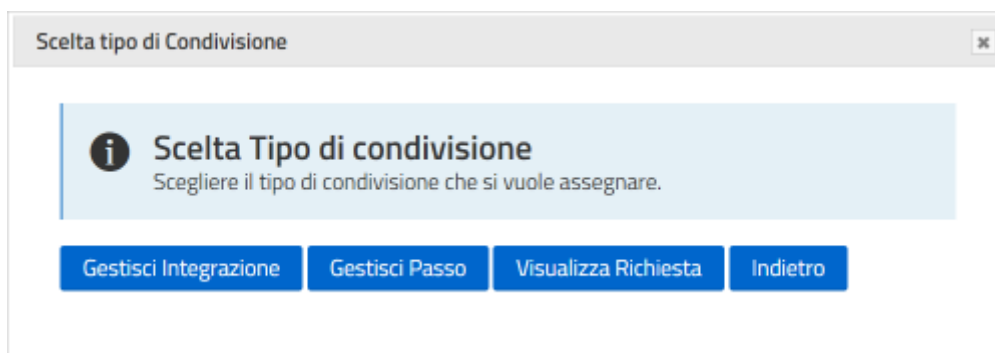 Scelta tipo di Condivisione
Scelta Tipo di condivisione
Scegliere il tipo di condivisione che si vuole assegnare.
Gestisci Integrazione Gestisci Passo Visualizza Richiesta Indietro